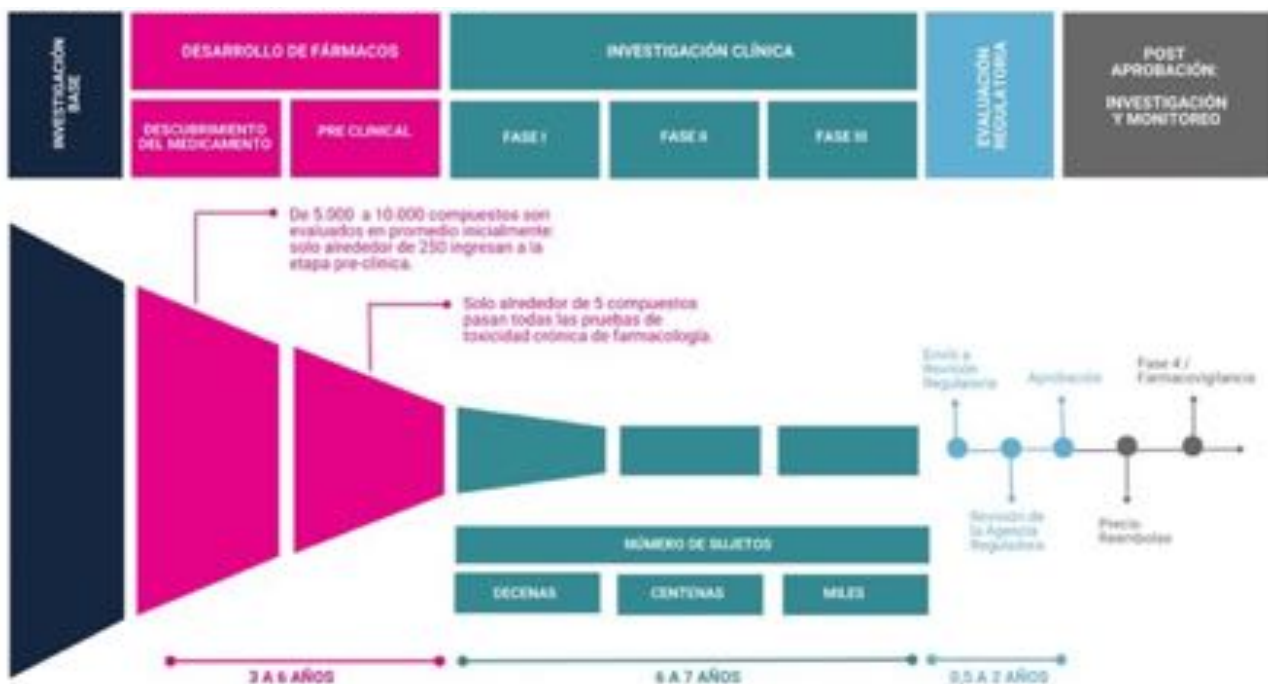 INVESTIGACIÓN
BASE
DESARROLLO DE FÁRMACOS
DESCUBRIMIENTO
DEL MEDICAMENTO
PRE CLINICAL
INVESTIGACIÓN CLÍNICA
FASE I
FASE II
FASE III
EVALUACIÓN
REGULATORIA
POST
APROBACIÓN:
INVESTIGACIÓN
Y MONITOREO
De 5.000 a 10.000 compuestos son
evaluados en promedio inicialmente:
solo alrededor de 250 ingresan a la
etapa pre-clínica.
Solo alrededor de 5 compuestos
pasan todas las pruebas de
toxicidad crónica de farmacología.
Envío a
Revisión
Regulatoria
Aprobación
Fase 4 /
Farmacovigilancia
Revisión de
la Agencia
Reguladora
Precio
Reembolso
NÚMERO DE SUJETOS
DECENAS
CENTENAS
MILES
3 A 6 AÑOS
6 A 7 AÑOS
0,5 A 2 AÑOS